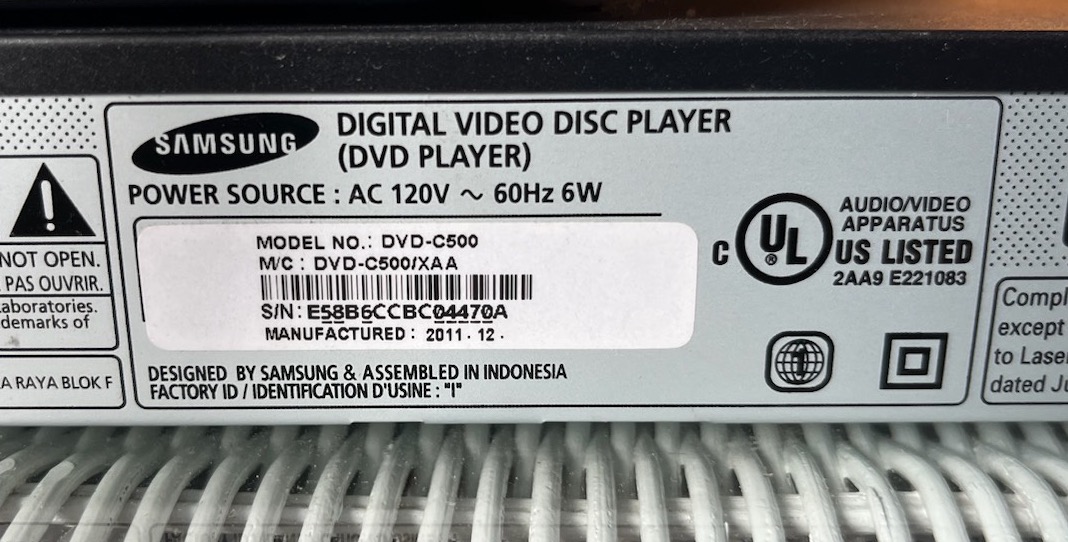 SAMSUNG
DIGITAL VIDEO DISC PLAYER
(DVD PLAYER)
POWER SOURCE : AC 120V ~ 60Hz 6W
MODEL NO.: DVD-C500
M/C : DVD-C500/XAA
S/N: E58B6CCBC04470A
MANUFACTURED : 2011. 12 .
DESIGNED BY SAMSUNG & ASSEMBLED IN INDONESIA
FACTORY ID / IDENTIFICATION D'USINE : "I"
C UL ®
AUDIO/VIDEO
APPARATUS
US LISTED
2AA9 E221083
1
NOT OPEN.
PAS OUVRIR.
aboratories.
demarks of
A RAYA BLOK F
Compl
except
to Lase
dated Ju